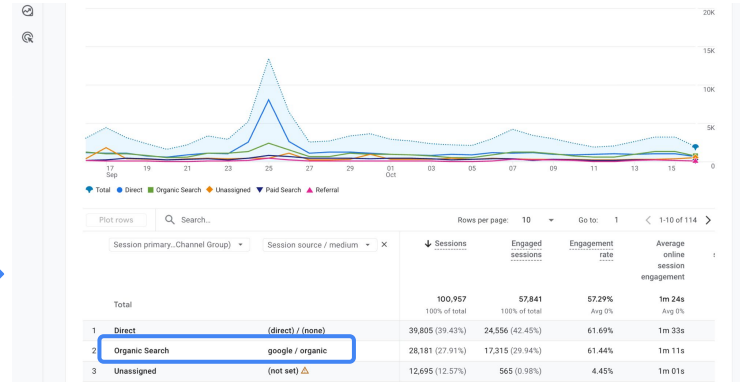 20K
15K
10K
5K
0
17 19 21 23 25 27 29 01 03 05 07 09 11 13 15
Sep Oct
Total Direct Organic Search Unassigned Paid Search Referral
Plot rows Search... Rows per page: 10 Go to: 1 1-10 of 114
Session primary...Channel Group) Session source / medium × ↓ Sessions Engaged sessions Engagement rate Average online session engagement
Total 100,957 57,841 57.29% 1m 24s
100% of total 100% of total Avg 0% Avg 0%
1 Direct (direct) / (none) 39,805 (39.43%) 24,556 (42.45%) 61.69% 1m 33s
2 Organic Search google / organic 28,181 (27.91%) 17,315 (29.94%) 61.44% 1m 11s
3 Unassigned (not set) 12,695 (12.57%) 565 (0.98%) 4.45% 1m 01s